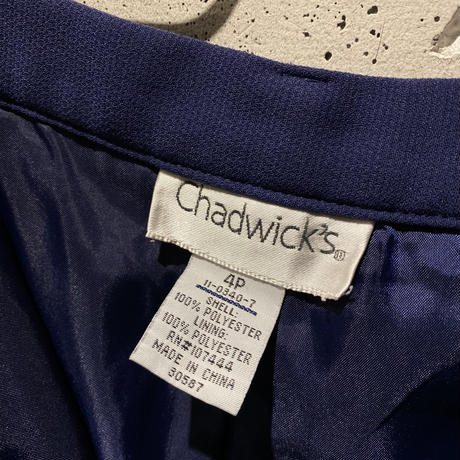 Chadwick's®
4P
11-0340-7
SHELL:
100% POLYESTER
LINING:
100% POLYESTER
RN#107444
MADE IN CHINA
30587